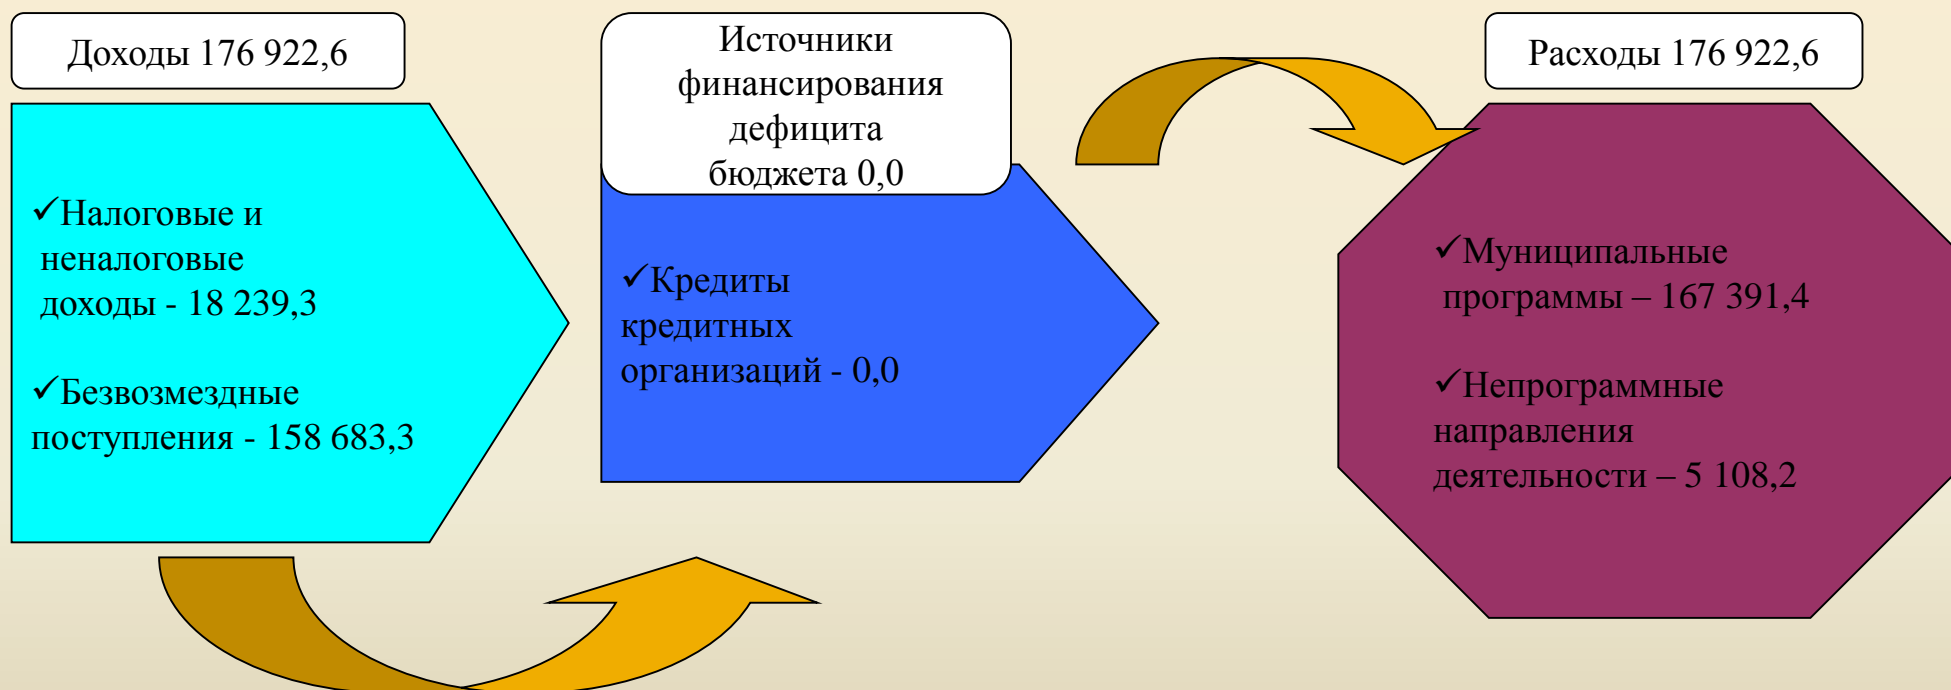 Доходы 176 922,6
✓Налоговые и
неналоговые
доходы - 18 239,3
✓Безвозмездные
поступления - 158 683,3
Источники
финансирования
дефицита
бюджета 0,0
✓Кредиты
кредитных
организаций - 0,0
Расходы 176 922,6
✓Муниципальные
программы – 167 391,4
✓Непрограммные
направления
деятельности – 5 108,2